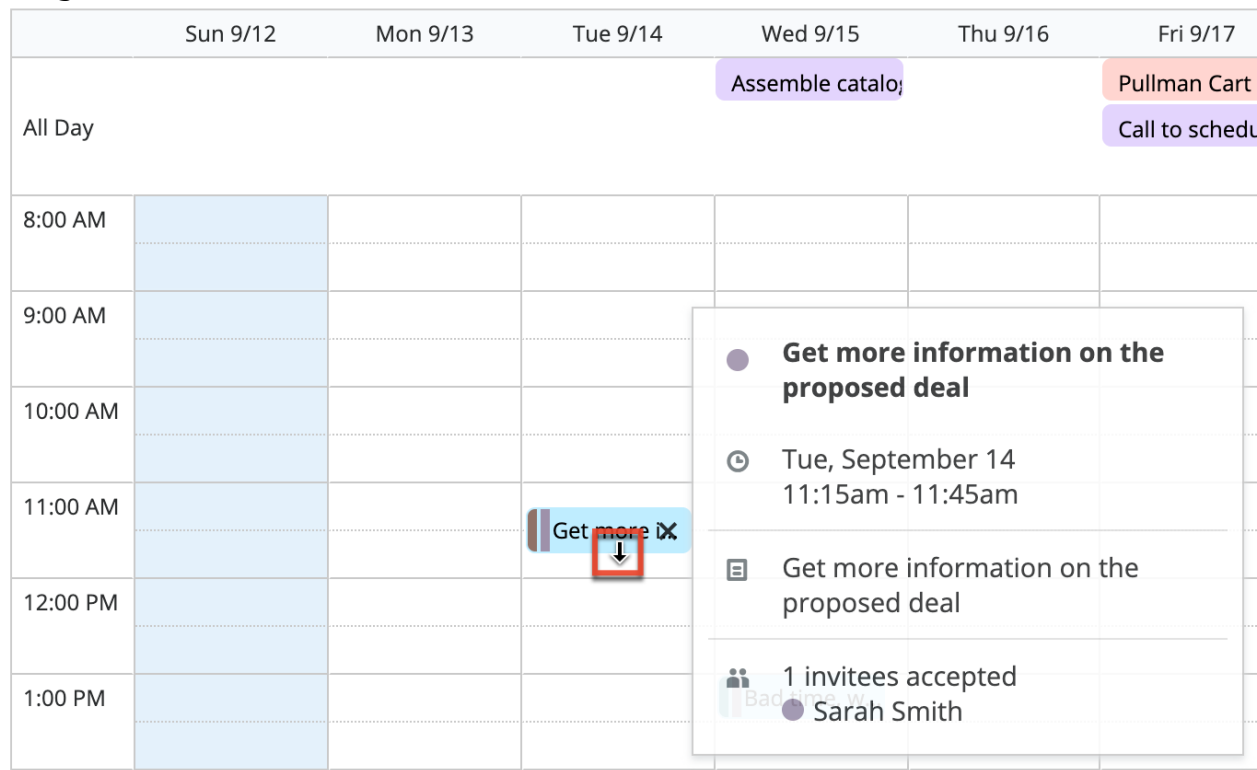 Sun 9/12 Mon 9/13 Tue 9/14 Wed 9/15 Thu 9/16 Fri 9/17
Assemble catalog Pullman Cart
All Day
Call to schedu
8:00 AM
9:00 AM
10:00 AM
11:00 AM
Get more i
12:00 PM
1:00 PM
Bad time, w
Get more information on the
proposed deal
Tue, September 14
11:15am - 11:45am
Get more information on the
proposed deal
1 invitees accepted
Sarah Smith